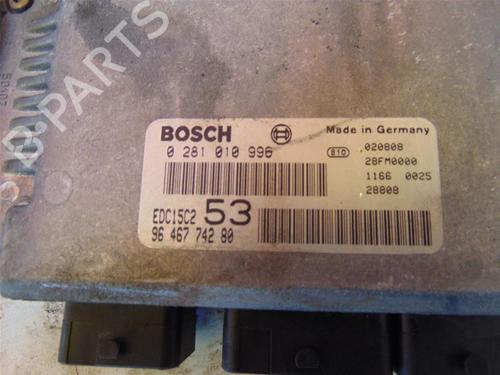 B-PARTS
BOSCH
Made in Germany
0 281 010 996
810
020808
28FM0000
1166 0025
28808
EDC15C2 53
96 467 742 80